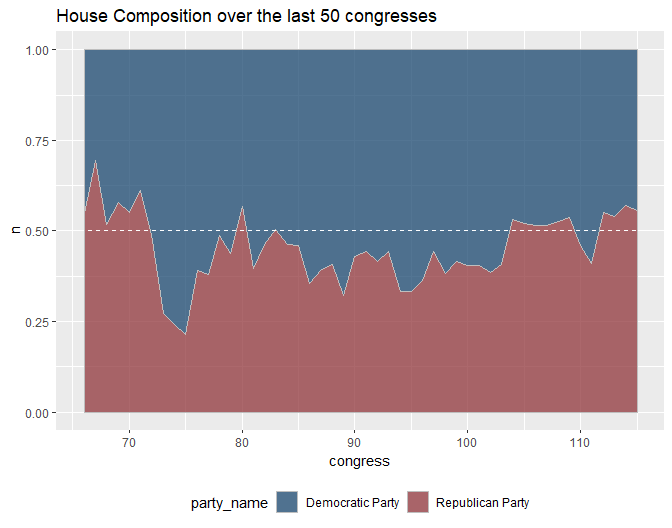 House Composition over the last 50 congresses
1.00
0.75
0.50
0.25
0.00
n
70 80 90 100 110
congress
party_name Democratic Party Republican Party